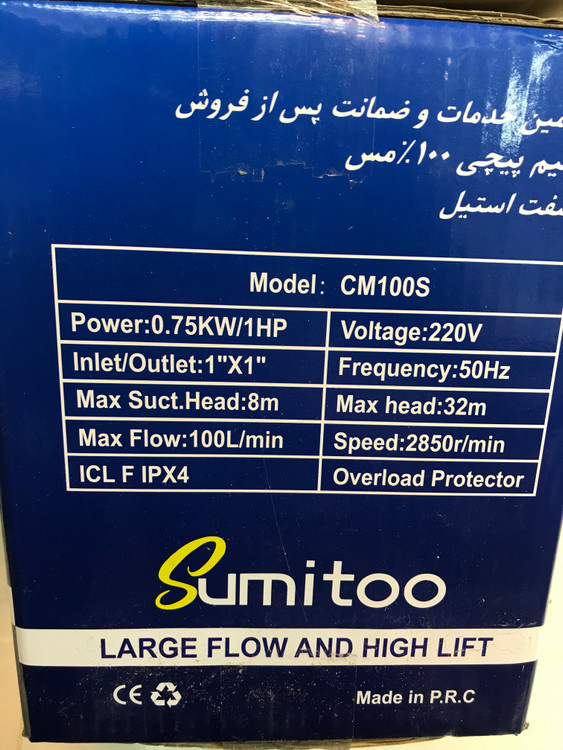 خدمات و ضمانت پس از فروش
پیچی ۱۰۰٪ مس
استیل
Model: CM100S
Power:0.75KW/1HP
Voltage:220V
Inlet/Outlet:1"X1"
Frequency:50Hz
Max Suct.Head:8m
Max head:32m
Max Flow:100L/min
Speed:2850r/min
ICL F IPX4
Overload Protector
Sumitoo
LARGE FLOW AND HIGH LIFT
CE
Made in P.R.C